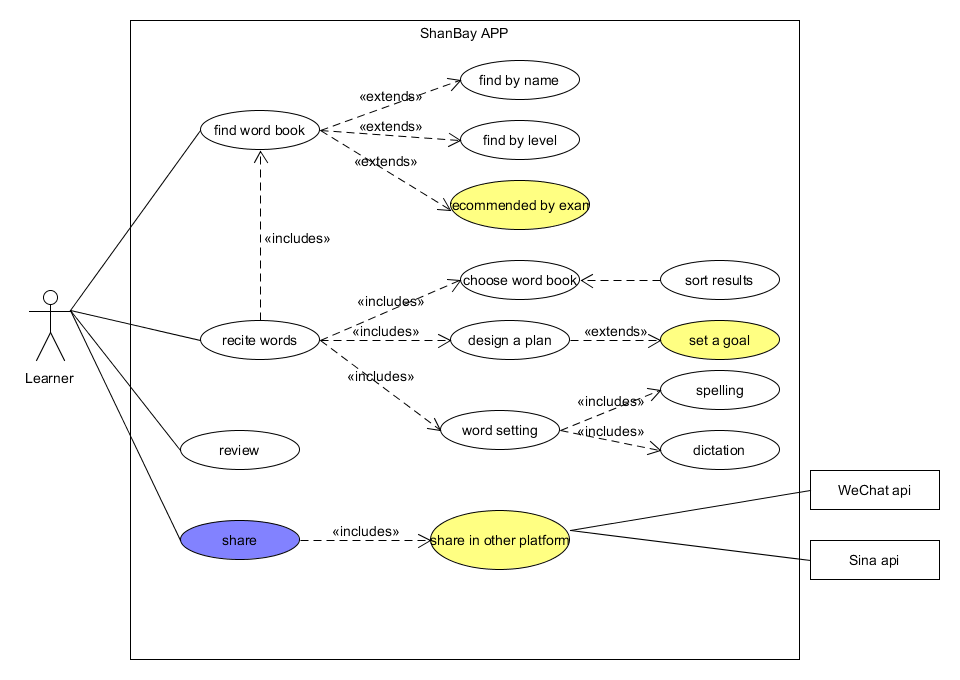 ShanBay APP
find by name
«extends»
find word book
«extends»
find by level
«extends»
ecommended by exam
«includes»
choose word book
sort results
«includes»
recite words
«includes»
design a plan
«extends»
set a goal
Learner
«includes»
spelling
«includes»
word setting
«includes»
review
dictation
WeChat api
share
«includes»
share in other platform
Sina api